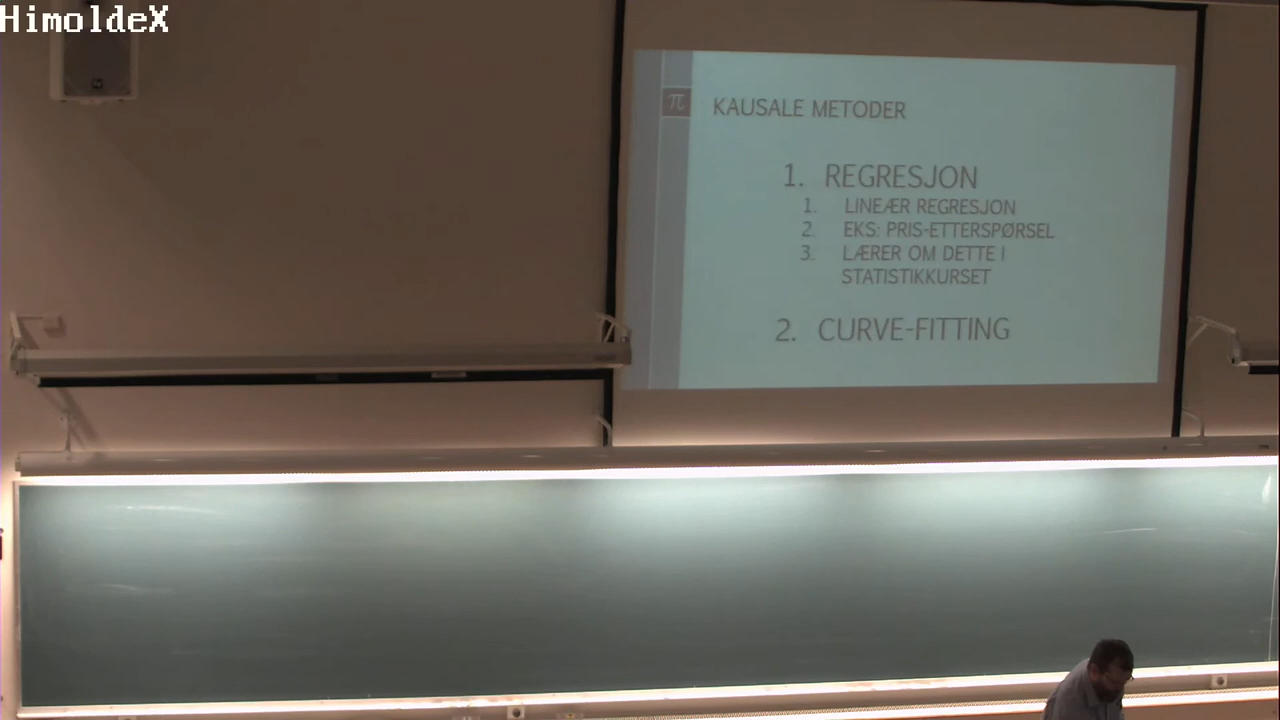 HimoldeX
π
KAUSALE METODER
1. REGRESJON
1. LINEÆR REGRESJON
2. EKS: PRIS-ETTERSPØRSEL
3. LÆRER OM DETTE I
STATISTIKKURSET
2. CURVE-FITTING